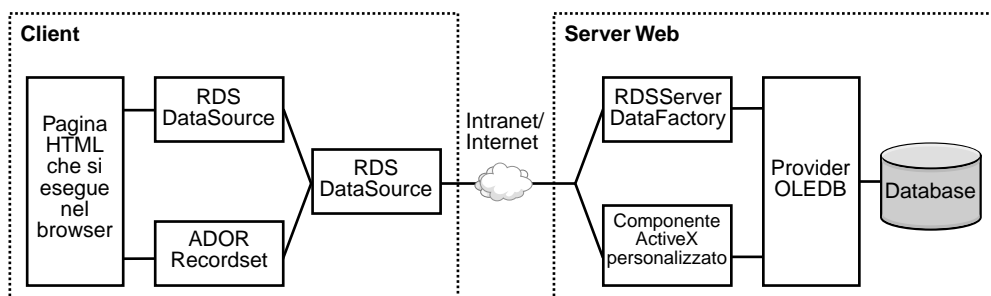 Client
Pagina
HTML
che si
esegue
nel
browser
RDS
DataSource
ADOR
Recordset
RDS
DataSource
Intranet/
Internet
Server Web
RDSServer
DataFactory
Componente
ActiveX
personalizzato
Provider
OLEDB
Database